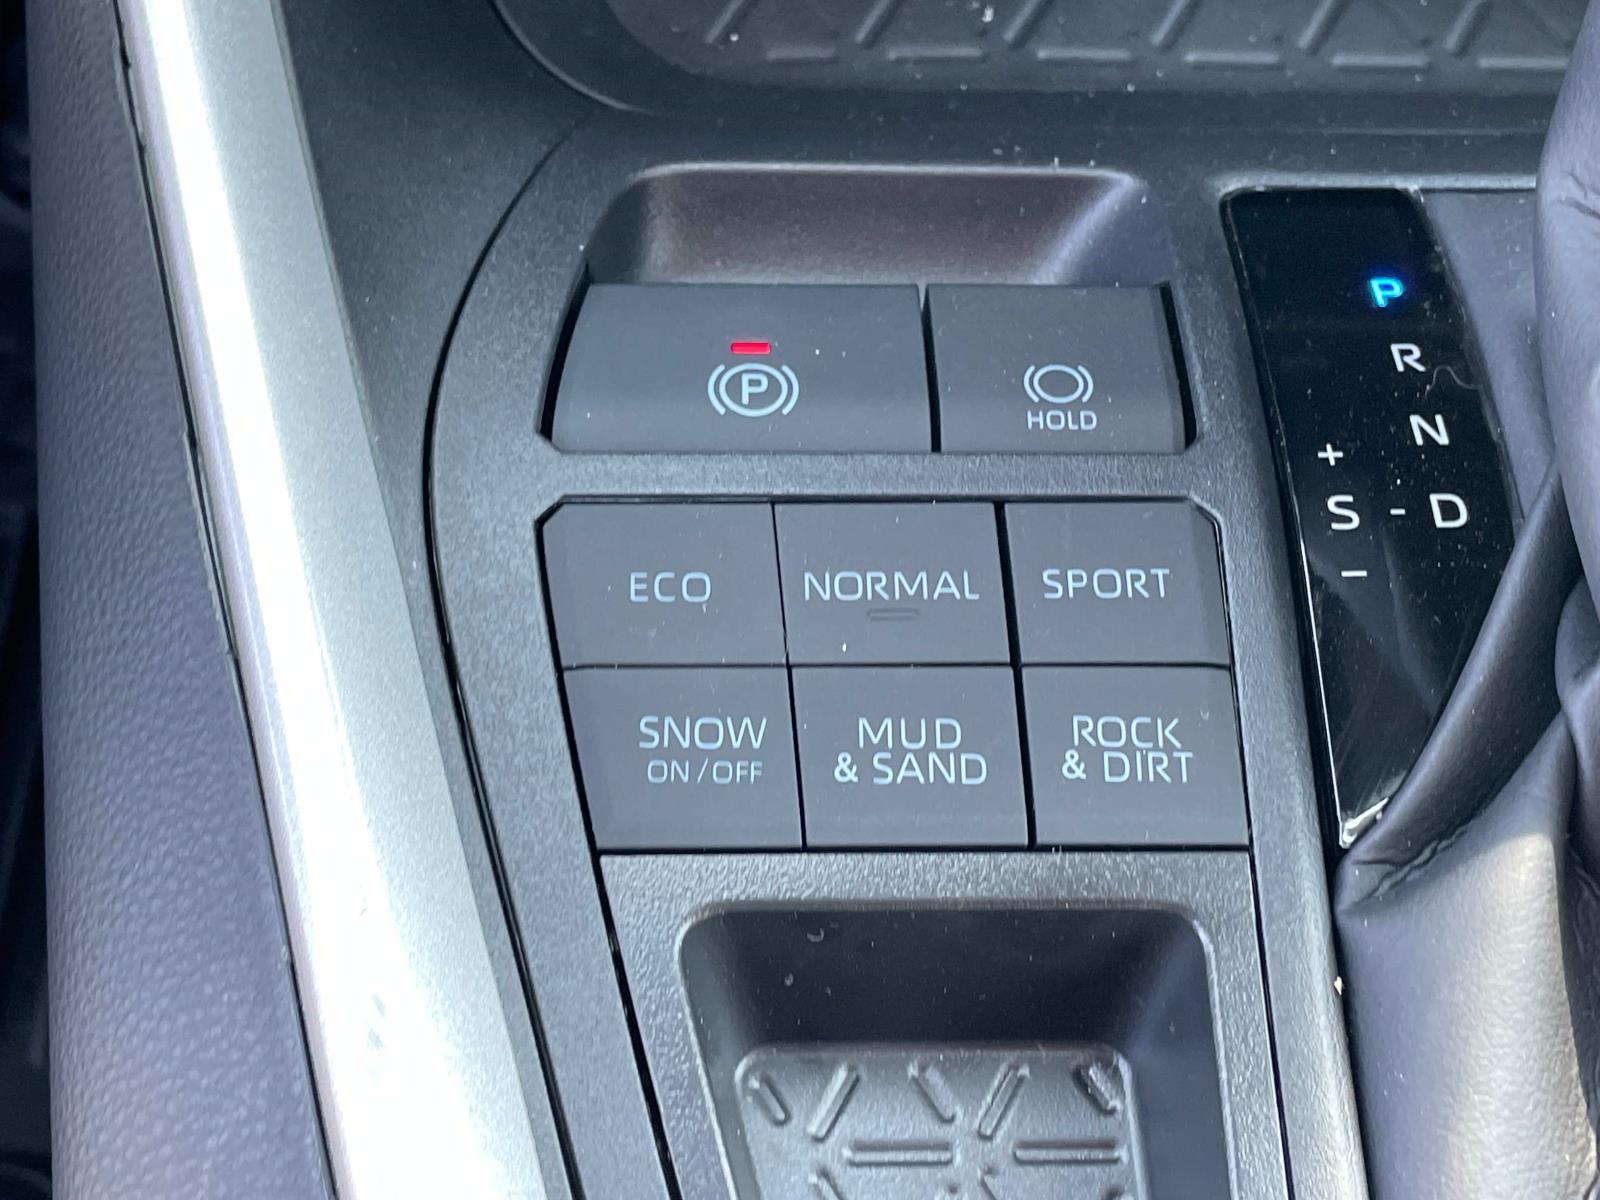 P
HOLD
P
R
N
+
S - D
-
ECO
NORMAL
SPORT
SNOW
ON / OFF
MUD
& SAND
ROCK
& DIRT